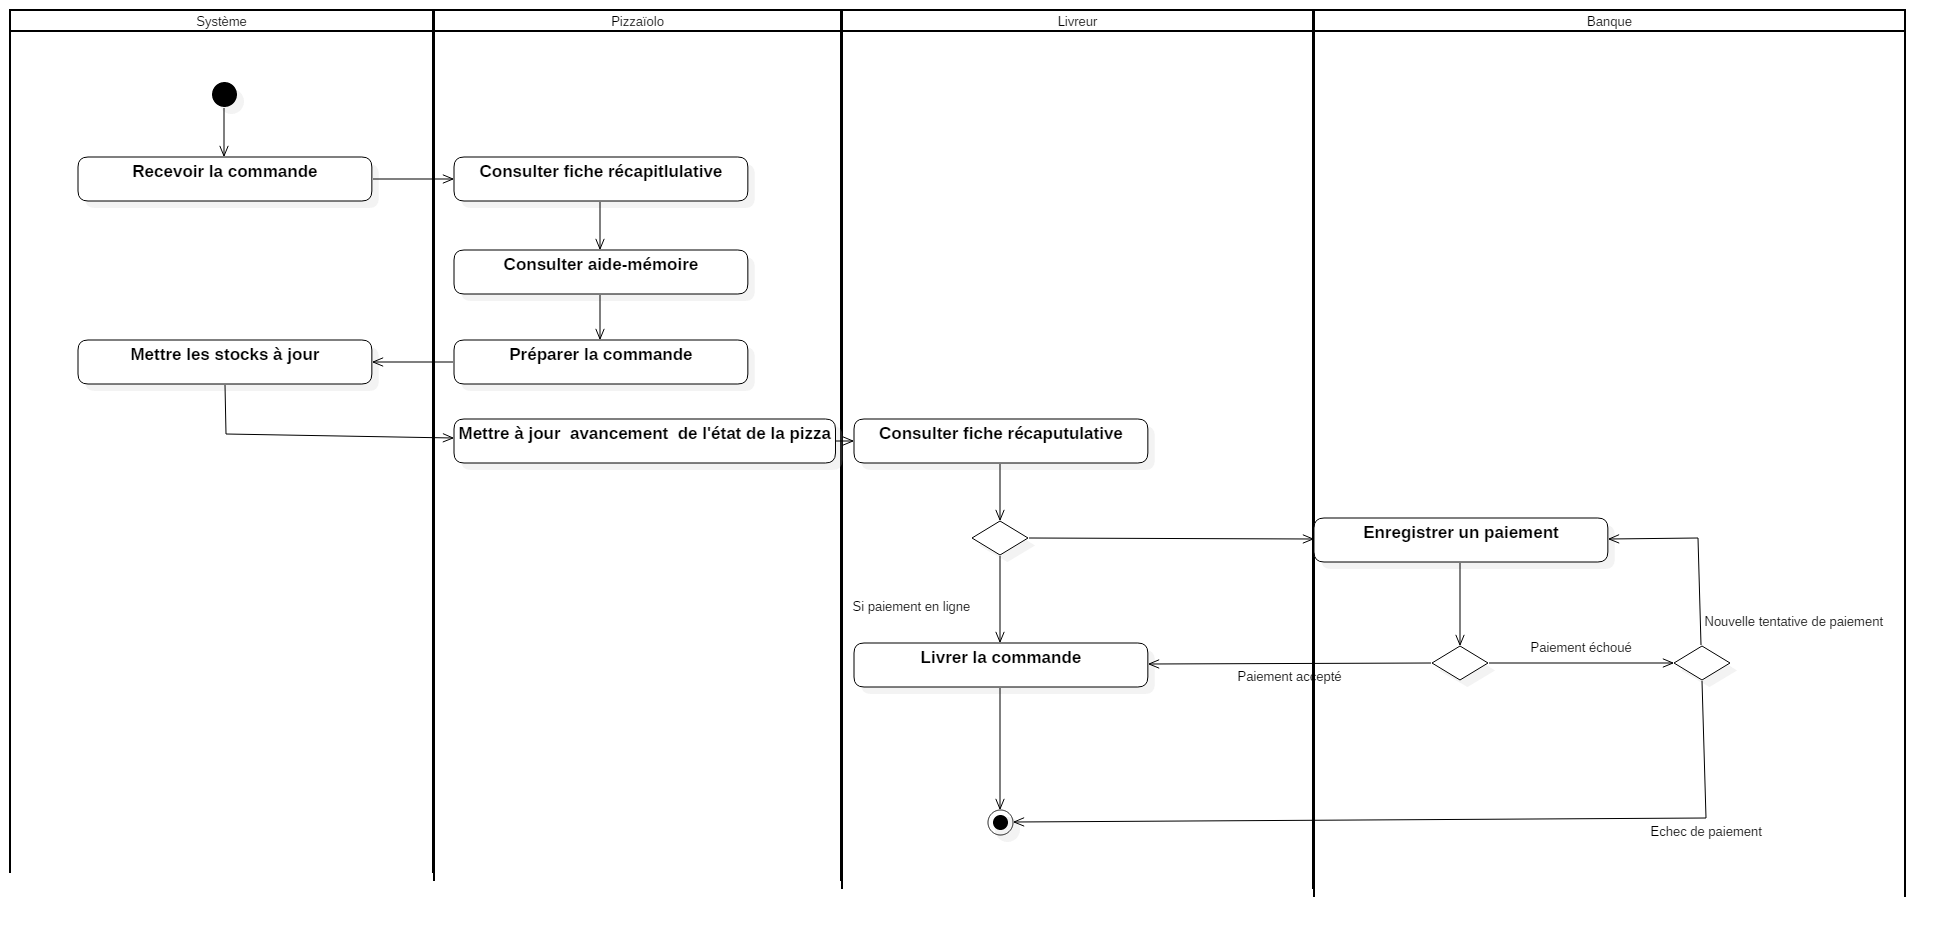 Système
Pizzaïolo
Livreur
Banque
Recevoir la commande
Consulter fiche récapitlulative
Consulter aide-mémoire
Mettre les stocks à jour
Préparer la commande
Mettre à jour  avancement  de l'état de la pizza
Consulter fiche récaputulative
Enregistrer un paiement
Si paiement en ligne
Nouvelle tentative de paiement
Paiement échoué
Livrer la commande
Paiement accepté
Echec de paiement